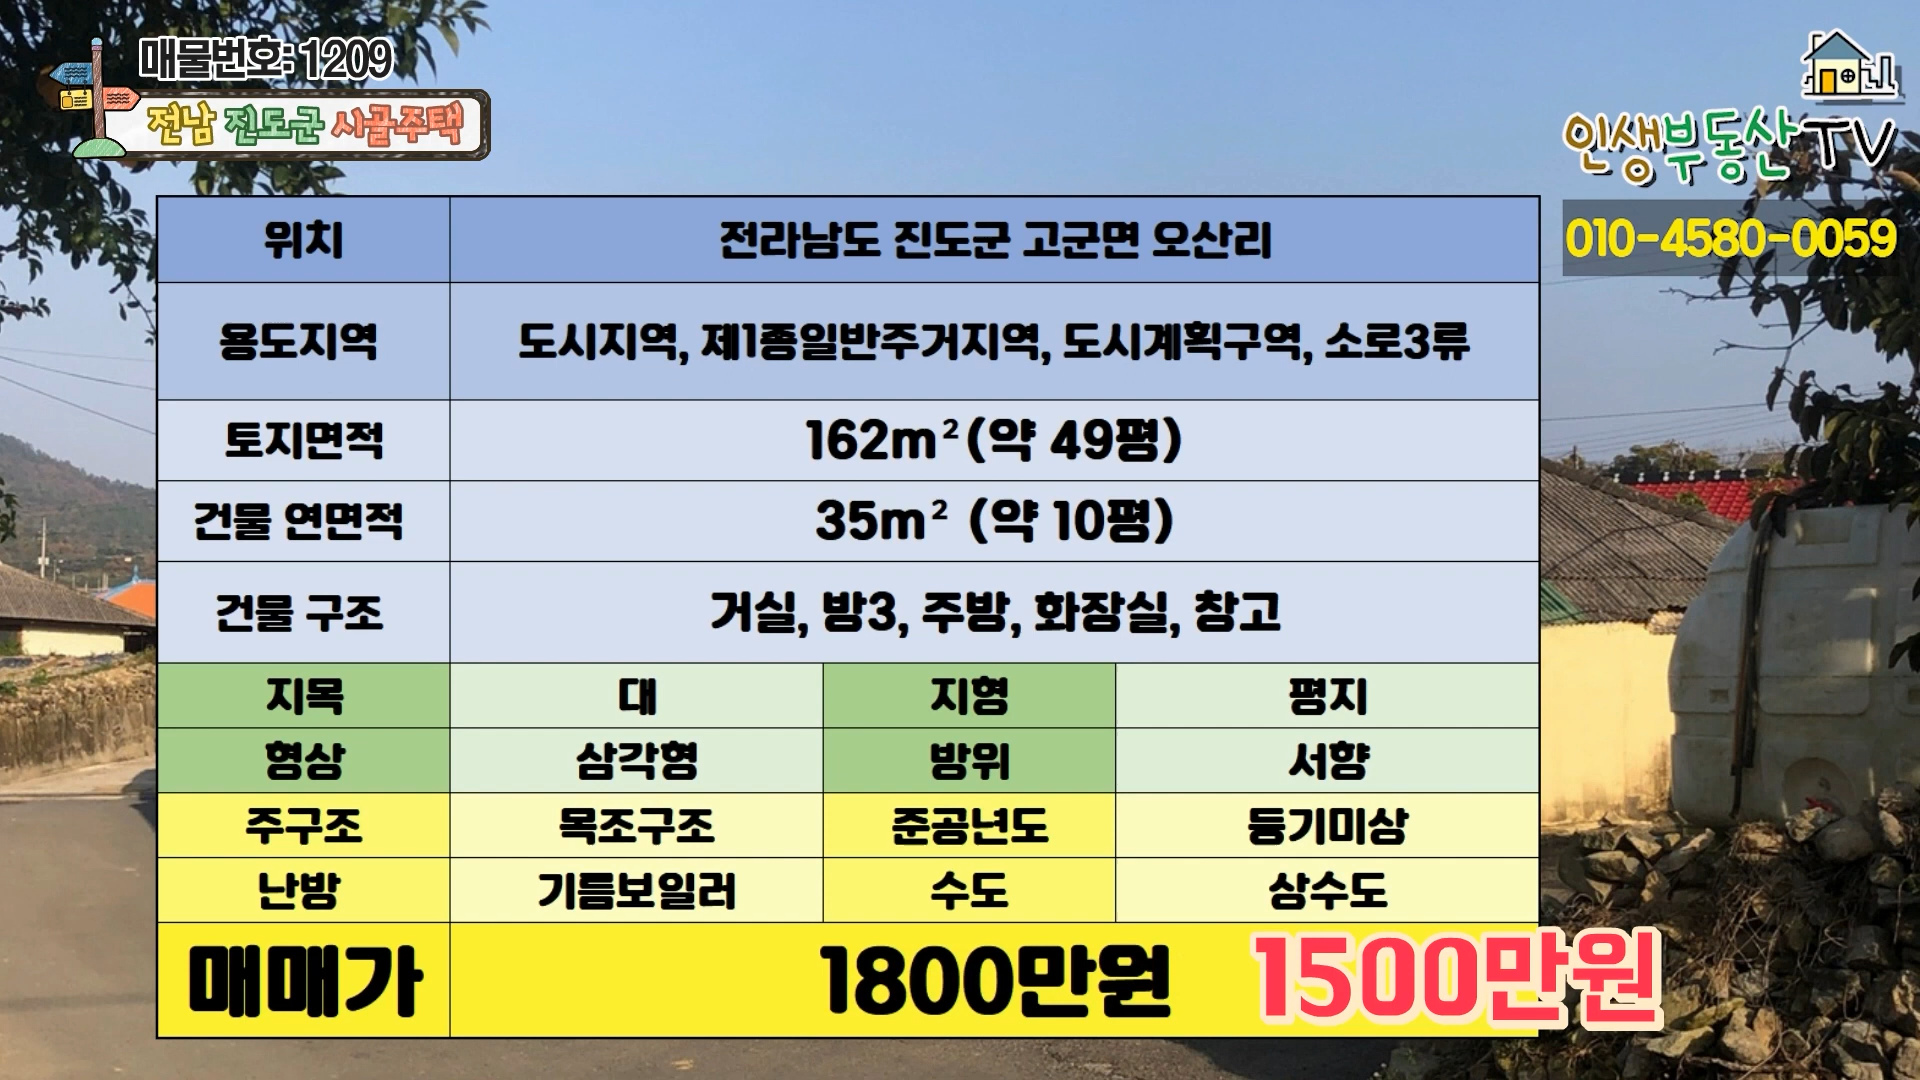 매물번호: 1209
전남 진도군 시골주택
인생부동산TV
010-4580-0059
위치 전라남도 진도군 고군면 오산리
용도지역 도시지역, 제1종일반주거지역, 도시계획구역, 소로3류
토지면적 162m²(약 49평)
건물 연면적 35m² (약 10평)
건물 구조 거실, 방3, 주방, 화장실, 창고
지목 대 지형 평지
형상 삼각형 방위 서향
주구조 목조구조 준공년도 등기미상
난방 기름보일러 수도 상수도
매매가 1800만원 1500만원